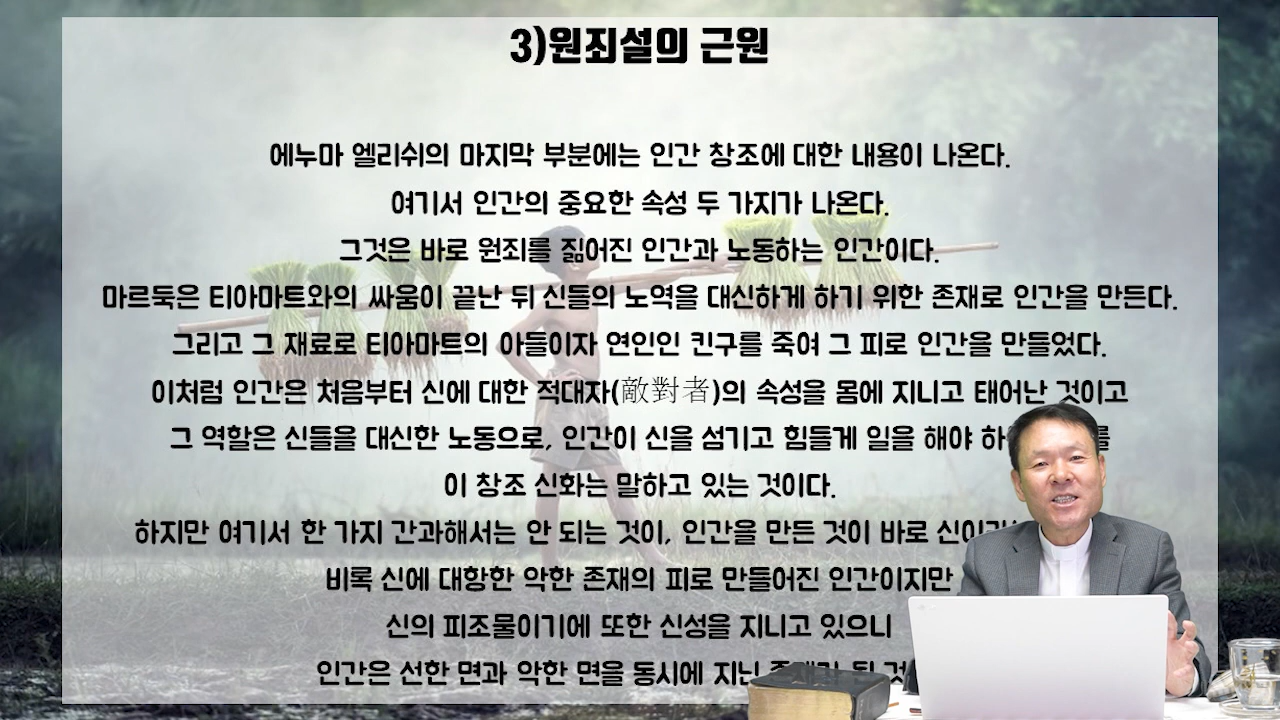 3)원죄설의 근원
에누마 엘리쉬의 마지막 부분에는 인간 창조에 대한 내용이 나온다.
여기서 인간의 중요한 속성 두 가지가 나온다.
그것은 바로 원죄를 짊어진 인간과 노동하는 인간이다.
마르둑은 티아마트와의 싸움이 끝난 뒤 신들의 노역을 대신하게 하기 위한 존재로 인간을 만든다.
그리고 그 재료로 티아마트의 아들이자 연인인 킨구를 죽여 그 피로 인간을 만들었다.
이처럼 인간은 처음부터 신에 대한 적대자(敵對者)의 속성을 몸에 지니고 태어난 것이고
그 역할은 신들을 대신한 노동으로, 인간이 신을 섬기고 힘들게 일을 해야
이 창조 신화는 말하고 있는 것이다.
하지만 여기서 한 가지 간과해서는 안 되는 것이, 인간을 만든 것이 바로
비록 신에 대항한 악한 존재의 피로 만들어진 인간이지만
신의 피조물이기에 또한 신성을 지니고 있으니
인간은 선한 면과 악한 면을 동시에 지닌